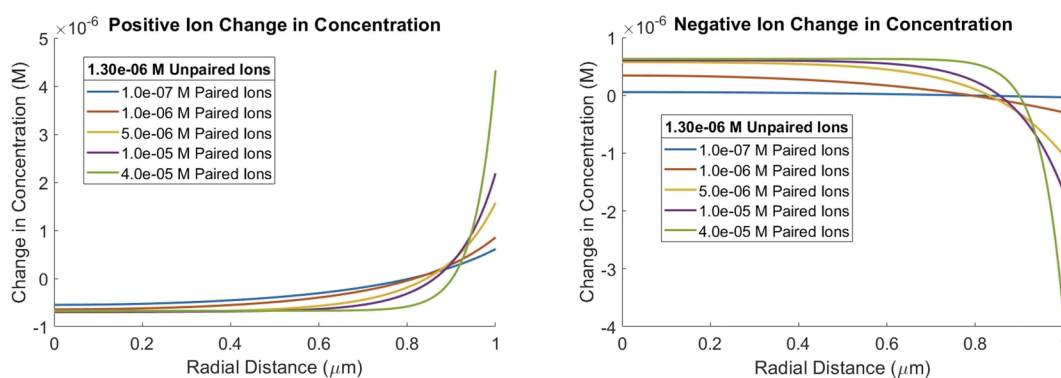 Positive Ion Change in Concentration
×10⁻⁶
5
4
3
2
1
0
-1
Change in Concentration (M)
1.30e-06 M Unpaired Ions
1.0e-07 M Paired Ions
1.0e-06 M Paired Ions
5.0e-06 M Paired Ions
1.0e-05 M Paired Ions
4.0e-05 M Paired Ions
0
0.2
0.4
0.6
0.8
1
Radial Distance (μm)
Negative Ion Change in Concentration
×10⁻⁶
1
0
-1
-2
-3
-4
Change in Concentration (M)
1.30e-06 M Unpaired Ions
1.0e-07 M Paired Ions
1.0e-06 M Paired Ions
5.0e-06 M Paired Ions
1.0e-05 M Paired Ions
4.0e-05 M Paired Ions
0
0.2
0.4
0.6
0.8
1
Radial Distance (μm)